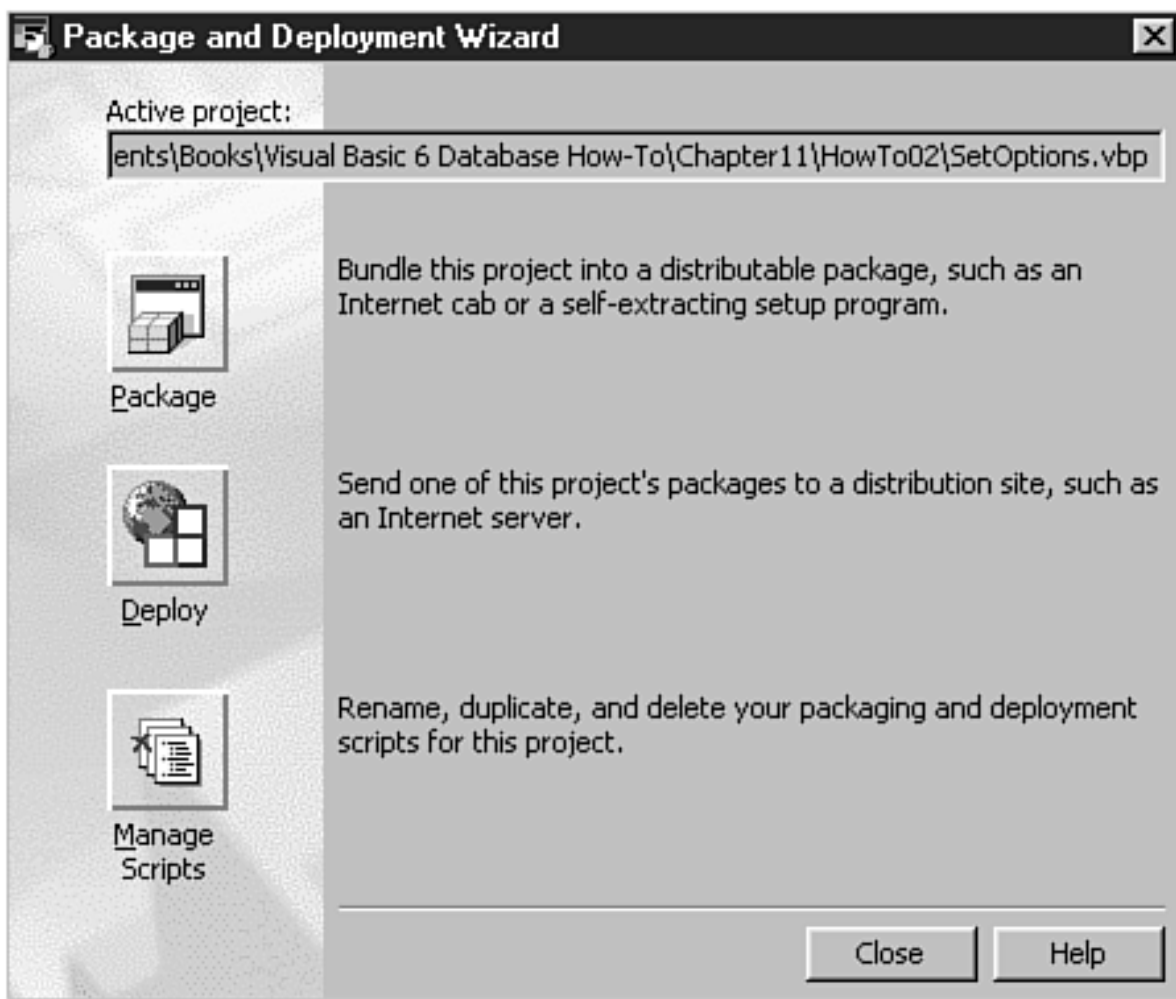 Package and Deployment Wizard
Active project:
ents\Books\Visual Basic 6 Database How-To\Chapter11\HowTo02\SetOptions.vbp
Package
Bundle this project into a distributable package, such as an
Internet cab or a self-extracting setup program.
Deploy
Send one of this project's packages to a distribution site, such as
an Internet server.
Manage
Scripts
Rename, duplicate, and delete your packaging and deployment
scripts for this project.
Close
Help